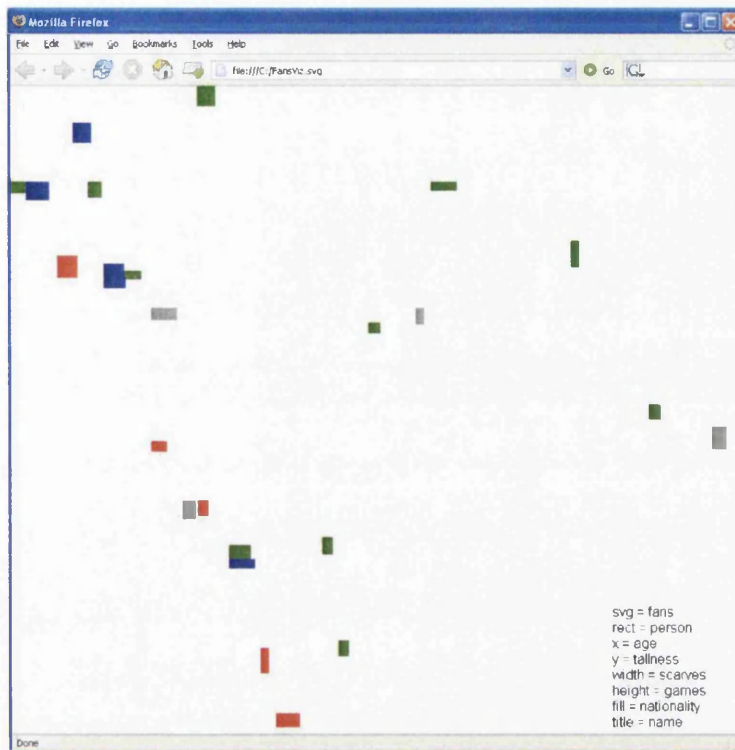 Mozilla Firefox
File Edit View Go Bookmarks Tools Help
file:///C:/FansViz.svg Go
svg = fans
rect = person
x = age
y = tallness
width = scarves
height = games
fill = nationality
title = name
Done